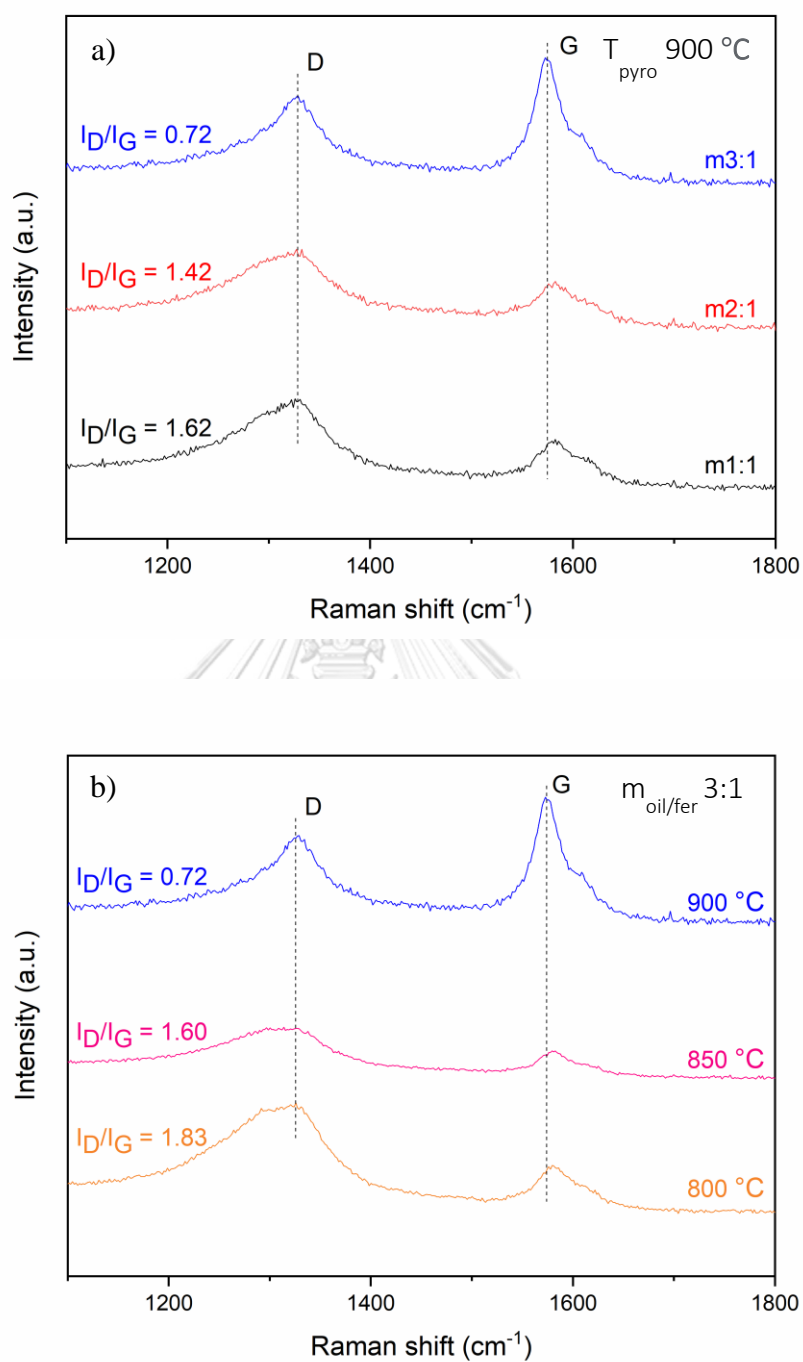 a)
D
G
T pyro 900 °C
I D/I G = 0.72
m3:1
I D/I G = 1.42
m2:1
I D/I G = 1.62
m1:1
Intensity (a.u.)
1200 1400 1600 1800
Raman shift (cm-1)
b)
D
G
m oil/fer 3:1
I D/I G = 0.72
900 °C
I D/I G = 1.60
850 °C
I D/I G = 1.83
800 °C
Intensity (a.u.)
1200 1400 1600 1800
Raman shift (cm-1)